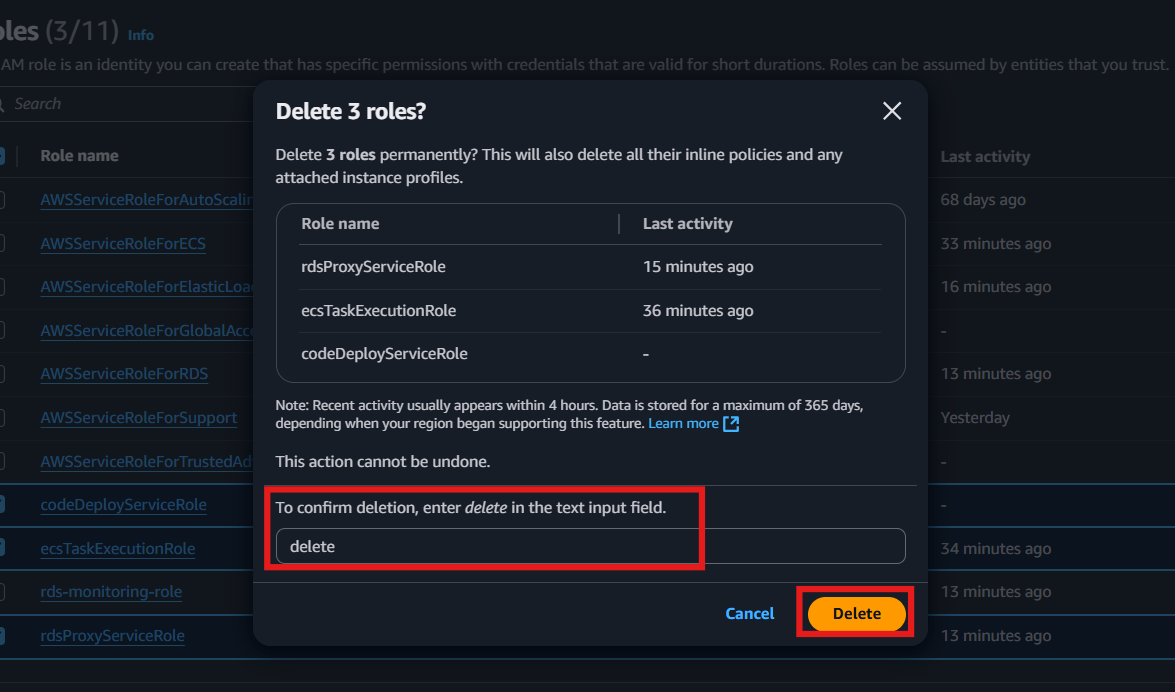 oles (3/11) Info
AM role is an identity you can create that has specific permissions with credentials that are valid for short durations. Roles can be assumed by entities that you trust.
Search
Role name
Last activity
AWSServiceRoleForAutoScalin
68 days ago
AWSServiceRoleForECS
33 minutes ago
AWSServiceRoleForElasticLoad
16 minutes ago
AWSServiceRoleForGlobalAcce
-
AWSServiceRoleForRDS
13 minutes ago
AWSServiceRoleForSupport
Yesterday
AWSServiceRoleForTrustedAd
-
codeDeployServiceRole
-
ecsTaskExecutionRole
34 minutes ago
rds-monitoring-role
13 minutes ago
rdsProxyServiceRole
13 minutes ago
Delete 3 roles?
Delete 3 roles permanently? This will also delete all their inline policies and any
attached instance profiles.
Role name
Last activity
rdsProxyServiceRole
15 minutes ago
ecsTaskExecutionRole
36 minutes ago
codeDeployServiceRole
-
Note: Recent activity usually appears within 4 hours. Data is stored for a maximum of 365 days,
depending when your region began supporting this feature. Learn more
This action cannot be undone.
To confirm deletion, enter delete in the text input field.
delete
Cancel
Delete